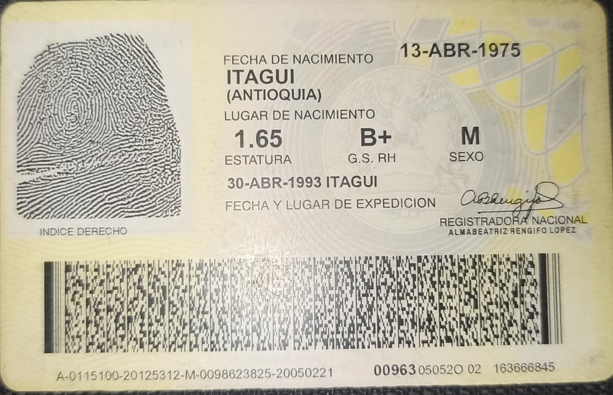 FECHA DE NACIMIENTO 13-ABR-1975
ITAGUI
(ANTIOQUIA)
LUGAR DE NACIMIENTO
1.65 B+ M
ESTATURA G.S. RH SEXO
30-ABR-1993 ITAGUI
FECHA Y LUGAR DE EXPEDICION
REGISTRADORA NACIONAL
ALMABEATRIZ RENGIFO LOPEZ
INDICE DERECHO
A-0115100-20125312-M-0098623825-20050221 00963 05052O 02 163666845